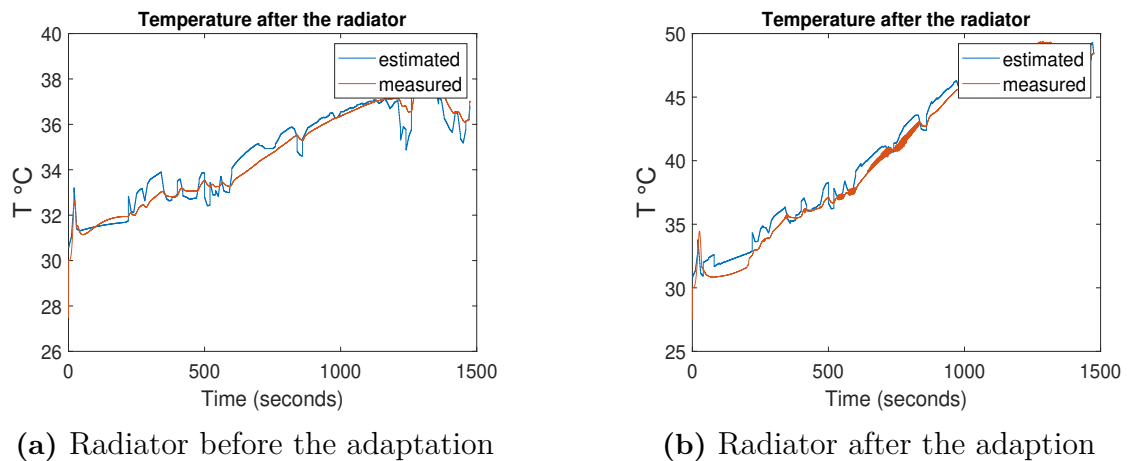 Temperature after the radiator
40
38
36
34
32
30
28
26
T °C
estimated
measured
0
500
1000
1500
Time (seconds)
(a) Radiator before the adaptation
Temperature after the radiator
50
45
40
35
30
25
T °C
estimated
measured
0
500
1000
1500
Time (seconds)
(b) Radiator after the adaption